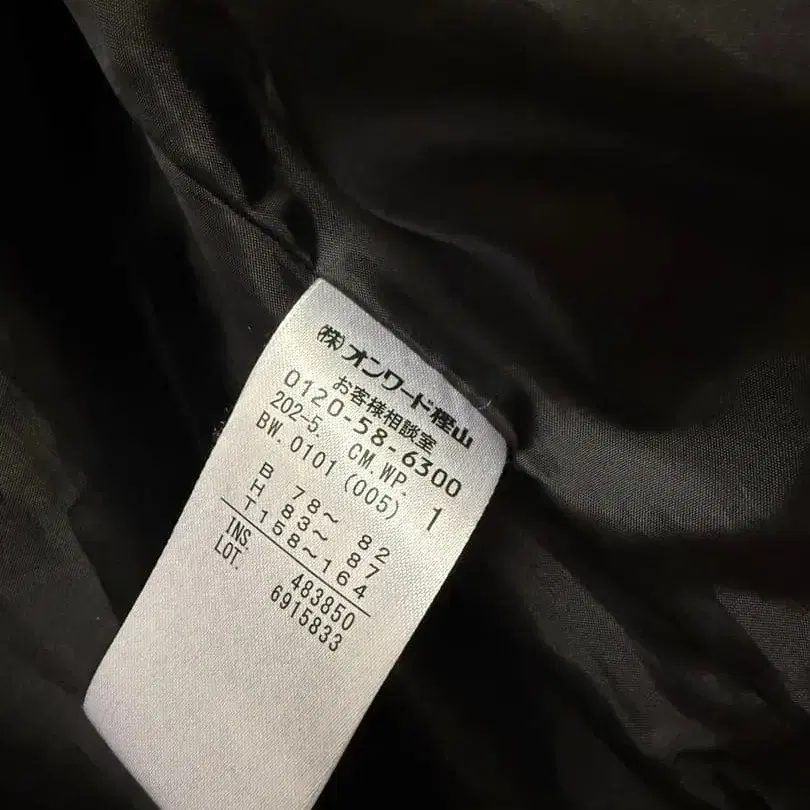 (株)オンワード樫山
お客様相談室
0120-58-6300
202-5. CM.WP.
BW.0101(005) 1
B 78～ 82
H 83～ 87
T158～164
INS. 483850
LOT. 6915833